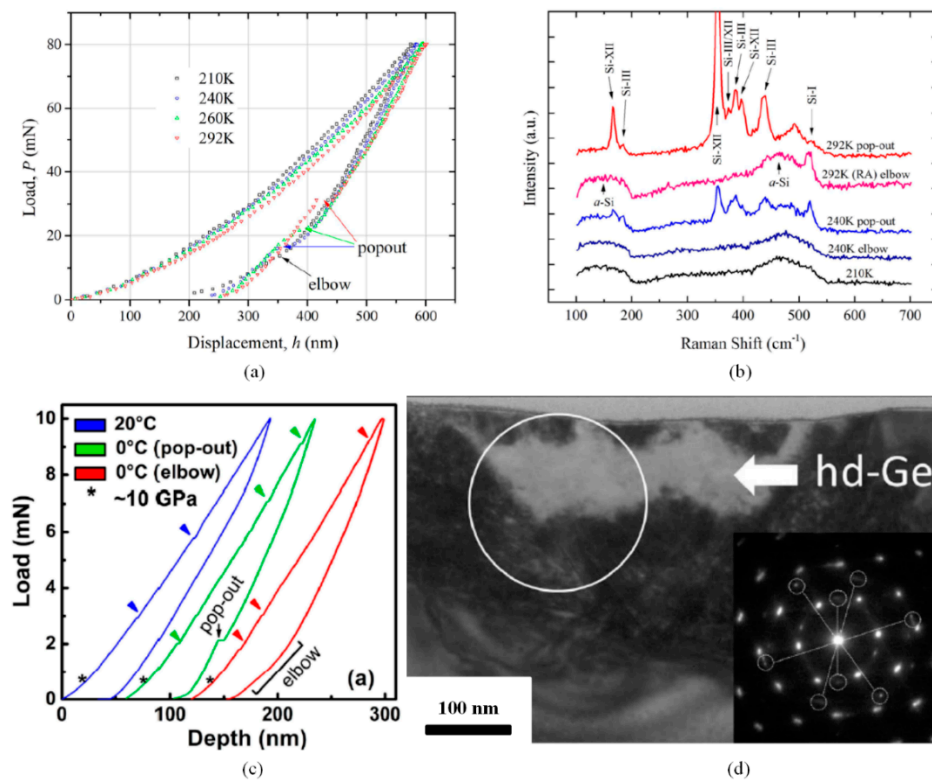 80
60
40
20
0
0 100 200 300 400 500 600
Load, P (mN)
Displacement, h (nm)
210K
240K
260K
292K
popout
elbow
(a)
Intensity (a.u.)
Si-XII
Si-III
Si-XII
Si-III/XII
Si-III
Si-XII
Si-III
Si-I
292K pop-out
a-Si
292K (RA) elbow
a-Si
240K pop-out
240K elbow
210K
100 200 300 400 500 600 700
Raman Shift (cm-1)
(b)
10
8
6
4
2
0
Load (mN)
20°C
0°C (pop-out)
0°C (elbow)
* ~10 GPa
pop-out
elbow
* * *
(a)
0 100 200 300
Depth (nm)
(c)
hd-Ge
100 nm
(d)